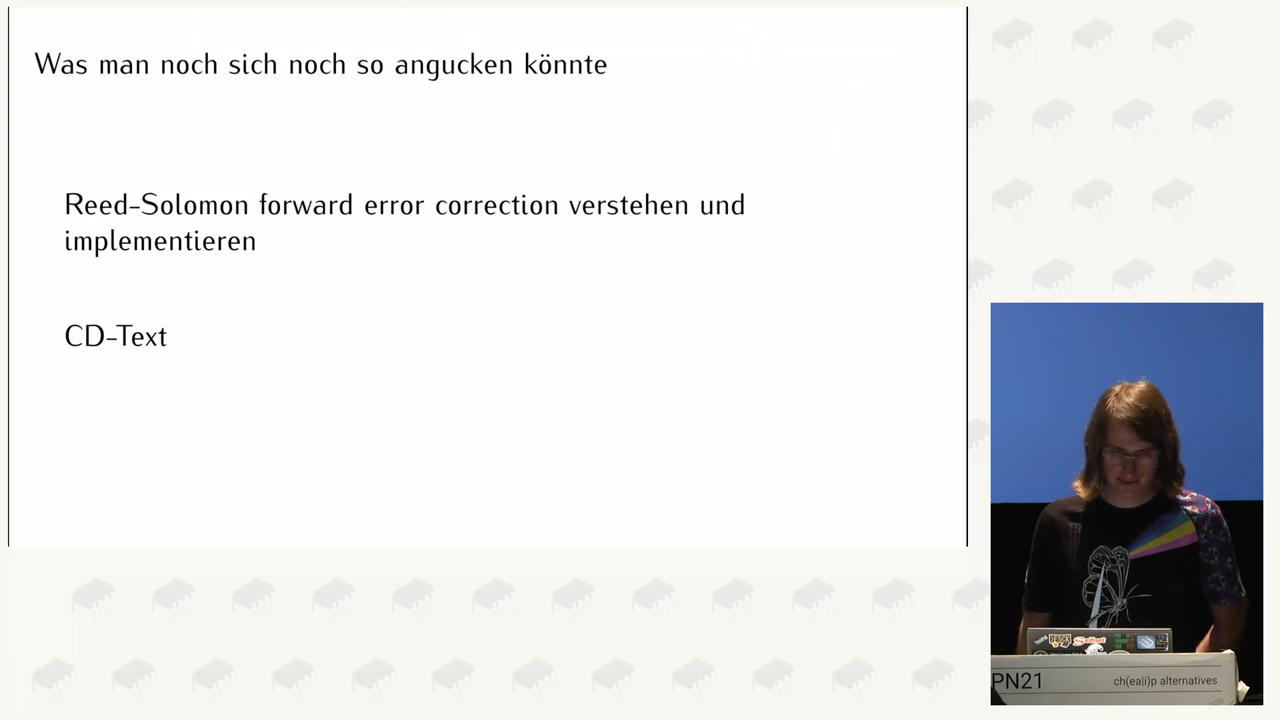 Was man noch sich noch so angucken könnte
Reed-Solomon forward error correction verstehen und
implementieren
CD-Text
PN21
ch(ea|i)p alternatives